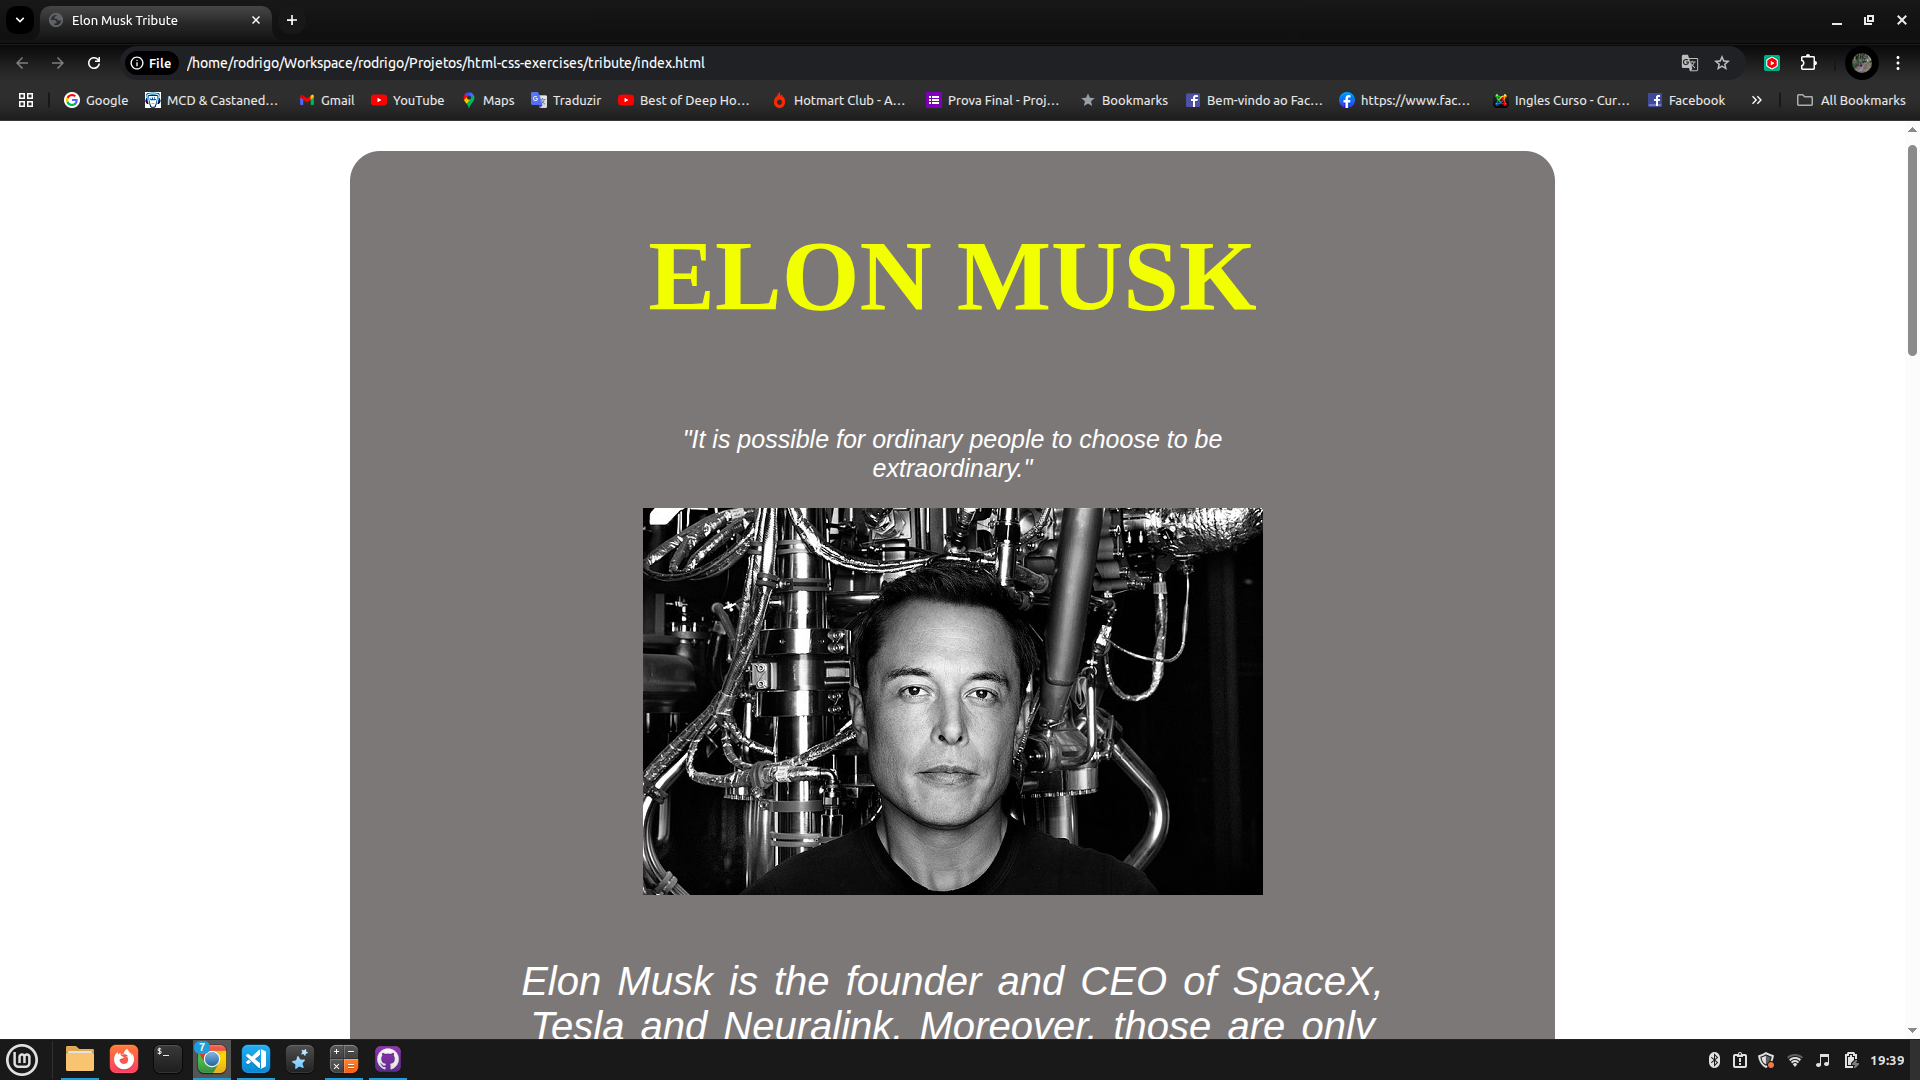 Elon Musk Tribute
File
/home/rodrigo/Workspace/rodrigo/Projetos/html-css-exercises/tribute/index.html
Google
MCD & Castaned...
Gmail
YouTube
Maps
Traduzir
Best of Deep Ho...
Hotmart Club - A...
Prova Final - Proj...
Bookmarks
Bem-vindo ao Fac...
https://www.fac...
Ingles Curso - Cur...
Facebook
All Bookmarks
ELON MUSK
"It is possible for ordinary people to choose to be
extraordinary."
Elon Musk is the founder and CEO of SpaceX,
Tesla and Neuralink. Moreover, those are only
7
19:39